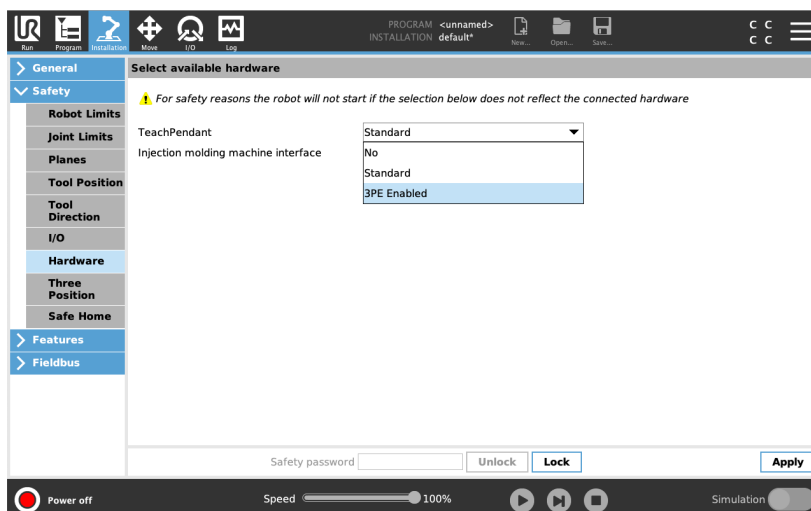 UR
PROGRAM <unnamed>
INSTALLATION default*
Run Program Installation Move I/O Log New... Open... Save...
C C
C C
General
Select available hardware
Safety
For safety reasons the robot will not start if the selection below does not reflect the connected hardware
Robot Limits
Joint Limits
Planes
Tool Position
Tool
Direction
I/O
Hardware
Three
Position
Safe Home
Features
Fieldbus
TeachPendant Standard
Injection molding machine interface No
Standard
3PE Enabled
Safety password Unlock Lock Apply
Power off Speed 100% Simulation